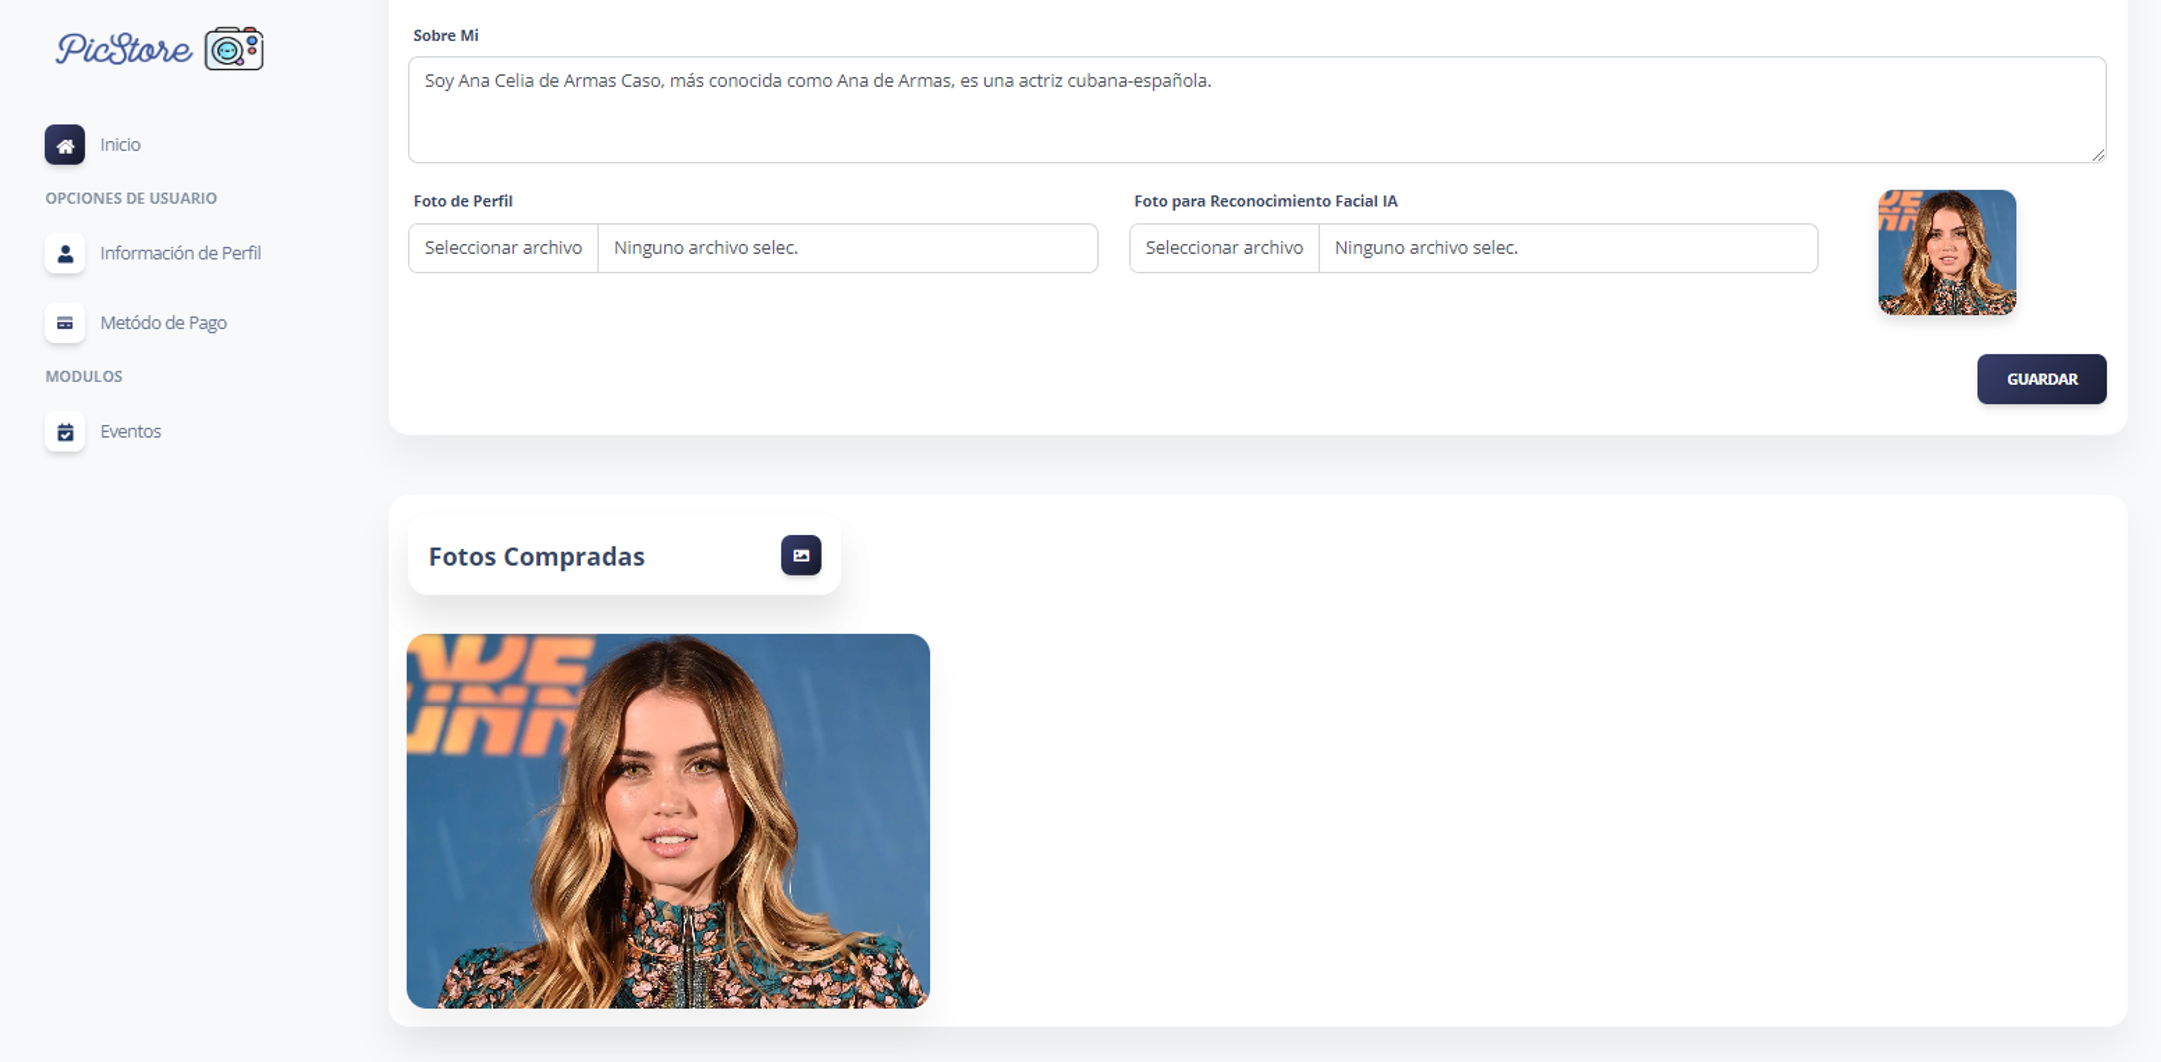 PicStore
Inicio
OPCIONES DE USUARIO
Información de Perfil
Metódo de Pago
MODULOS
Eventos
Sobre Mi
Soy Ana Celia de Armas Caso, más conocida como Ana de Armas, es una actriz cubana-española.
Foto de Perfil
Seleccionar archivo Ninguno archivo selec.
Foto para Reconocimiento Facial IA
Seleccionar archivo Ninguno archivo selec.
GUARDAR
Fotos Compradas
ADE
UNN